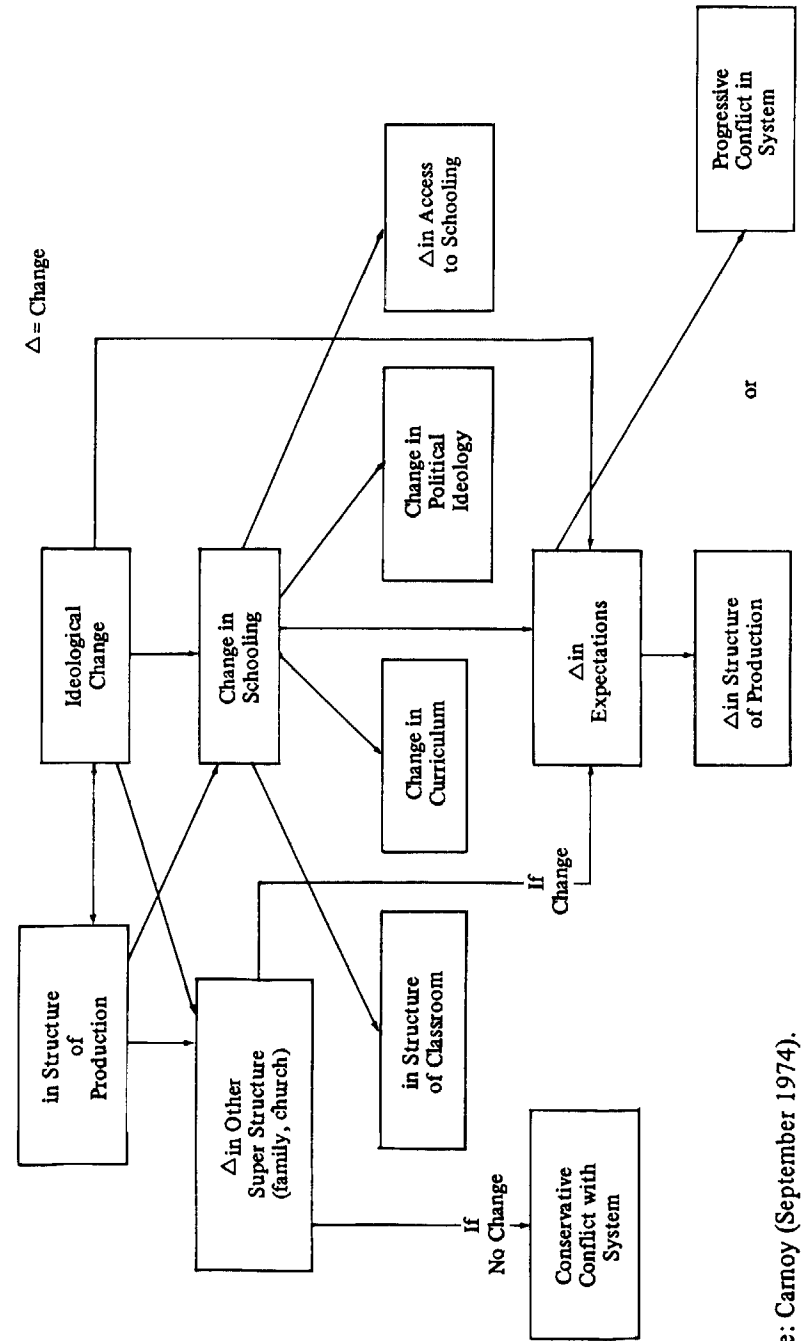 △ = Change
in Structure
of
Production
Ideological
Change
△in Other
Super Structure
(family, church)
Change in
Schooling
If
No Change
Conservative
Conflict with
System
in Structure
of Classroom
Change in
Curriculum
Change in
Political
Ideology
△in Access
to Schooling
If
Change
△in
Expectations
△in Structure
of Production
or
Progressive
Conflict in
System
e: Carnoy (September 1974).